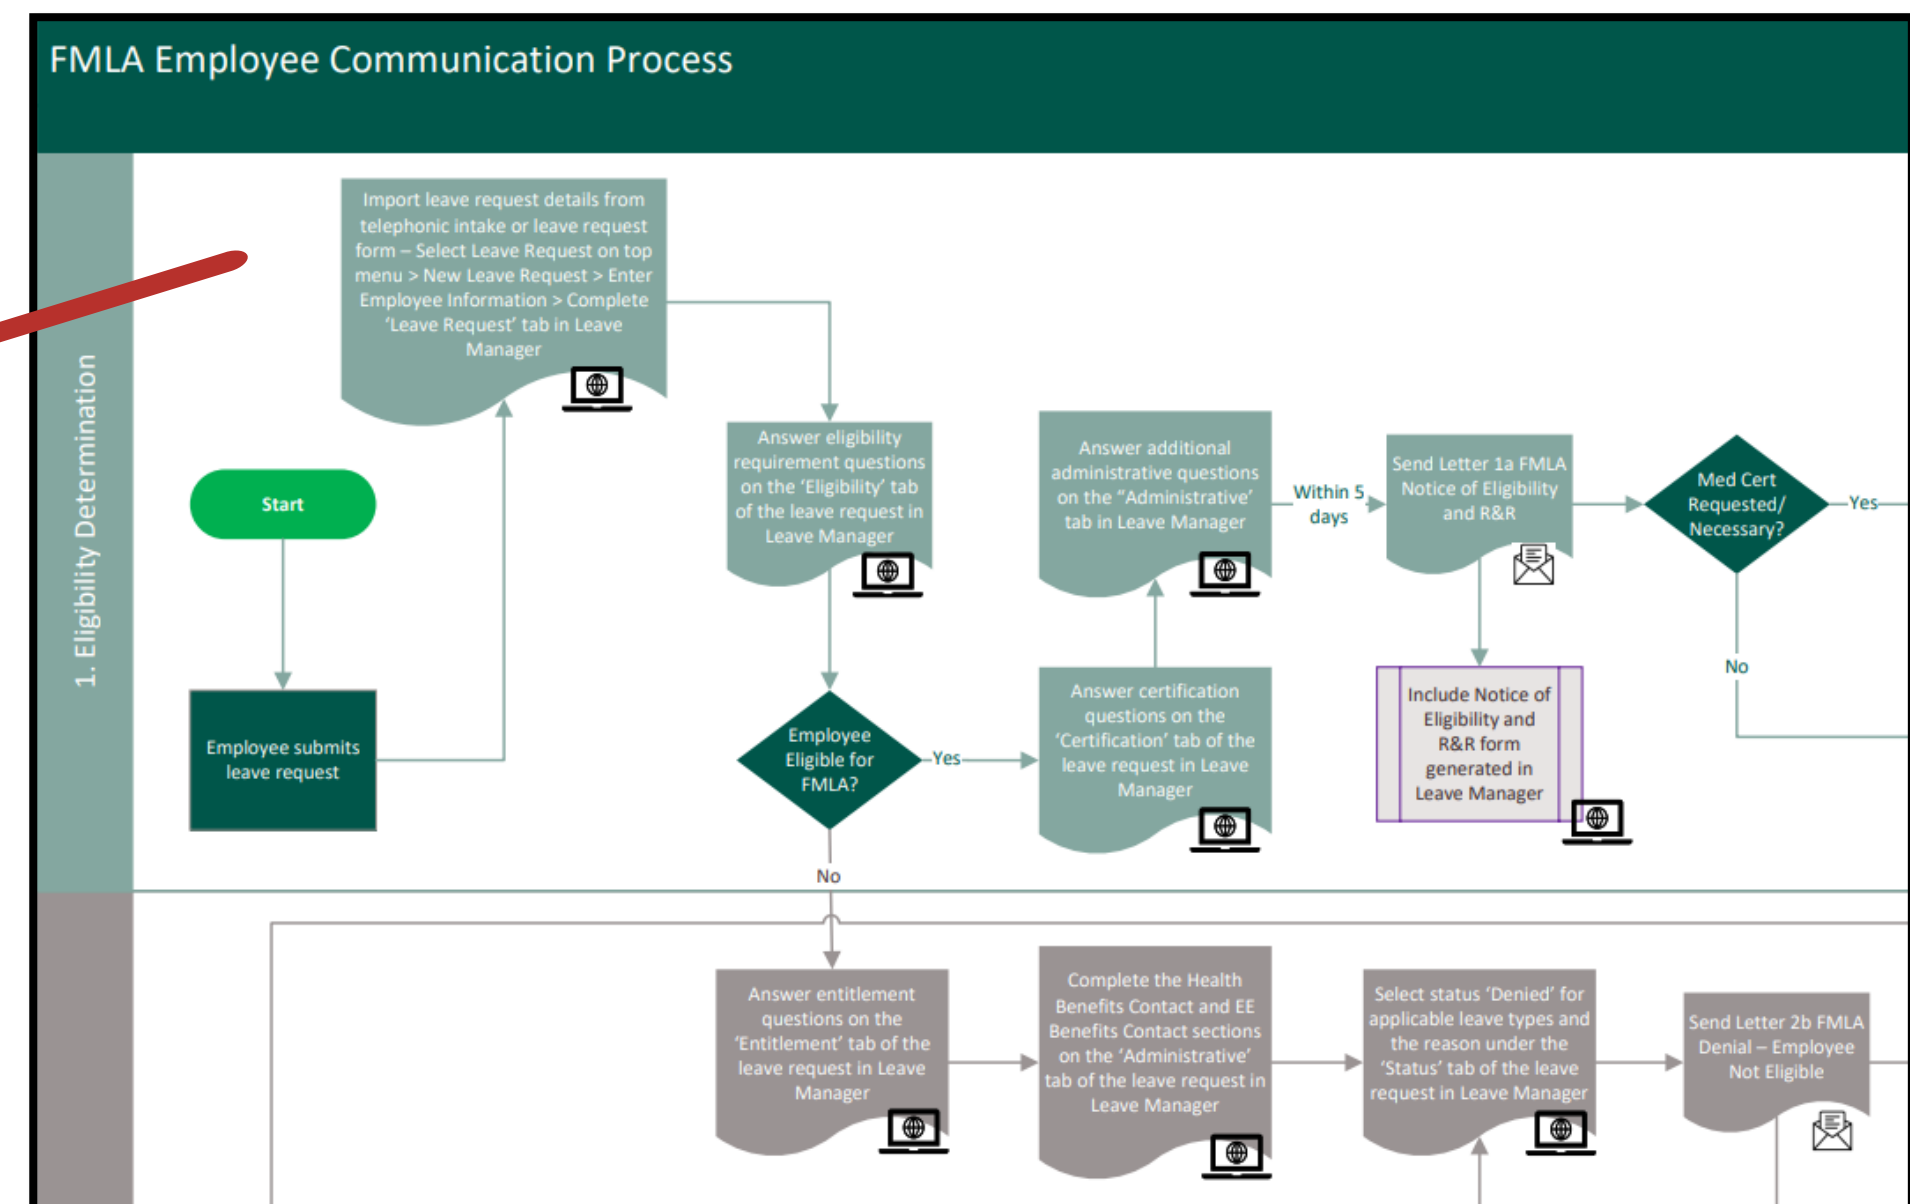 FMLA Employee Communication Process
1. Eligibility Determination
Import leave request details from
telephonic intake or leave request
form – Select Leave Request on top
menu > New Leave Request > Enter
Employee Information > Complete
‘Leave Request’ tab in Leave
Manager
Start
Employee submits
leave request
Answer eligibility
requirement questions
on the ‘Eligibility’ tab
of the leave request in
Leave Manager
Employee
Eligible for
FMLA?
Yes
No
Answer certification
questions on the
‘Certification’ tab of the
leave request in Leave
Manager
Answer additional
administrative questions
on the “Administrative’
tab in Leave Manager
Within 5
days
Send Letter 1a FMLA
Notice of Eligibility
and R&R
Include Notice of
Eligibility and
R&R form
generated in
Leave Manager
Med Cert
Requested/
Necessary?
Yes
No
Answer entitlement
questions on the
‘Entitlement’ tab of the
leave request in Leave
Manager
Complete the Health
Benefits Contact and EE
Benefits Contact sections
on the ‘Administrative’
tab of the leave request in
Leave Manager
Select status ‘Denied’ for
applicable leave types and
the reason under the
‘Status’ tab of the leave
request in Leave Manager
Send Letter 2b FMLA
Denial – Employee
Not Eligible